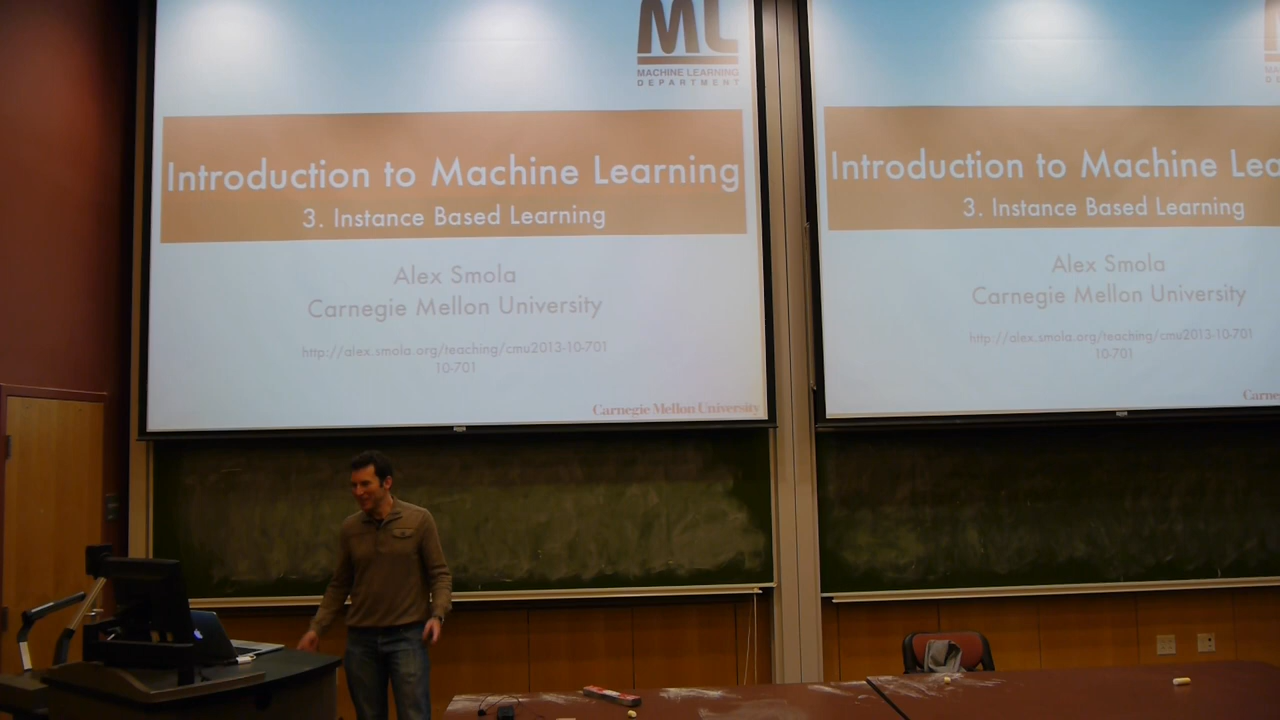 ML
MACHINE LEARNING
DEPARTMENT
Introduction to Machine Learning
3. Instance Based Learning
Alex Smola
Carnegie Mellon University
http://alex.smola.org/teaching/cmu2013-10-701
10-701
Carnegie Mellon University
MA
D E
Introduction to Machine Lea
3. Instance Based Learning
Alex Smola
Carnegie Mellon University
http://alex.smola.org/teaching/cmu2013-10-701
10-701
Carne